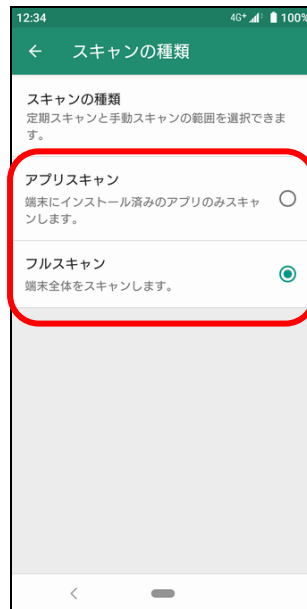 12:34 4G+ 100%
← スキャンの種類
スキャンの種類
定期スキャンと手動スキャンの範囲を選択できま
す。
アプリスキャン
端末にインストール済みのアプリのみスキャ
ンします。
フルスキャン
端末全体をスキャンします。